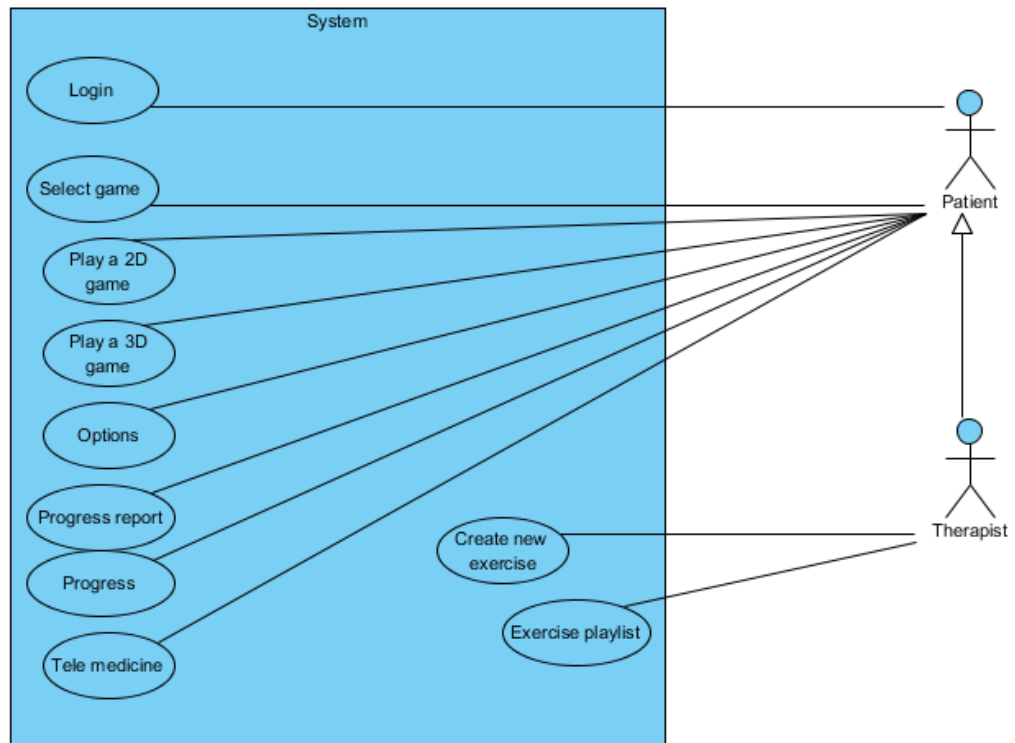 System
Login
Select game
Patient
Play a 2D
game
Play a 3D
game
Options
Progress report
Progress
Tele medicine
Create new
exercise
Exercise playlist
Therapist